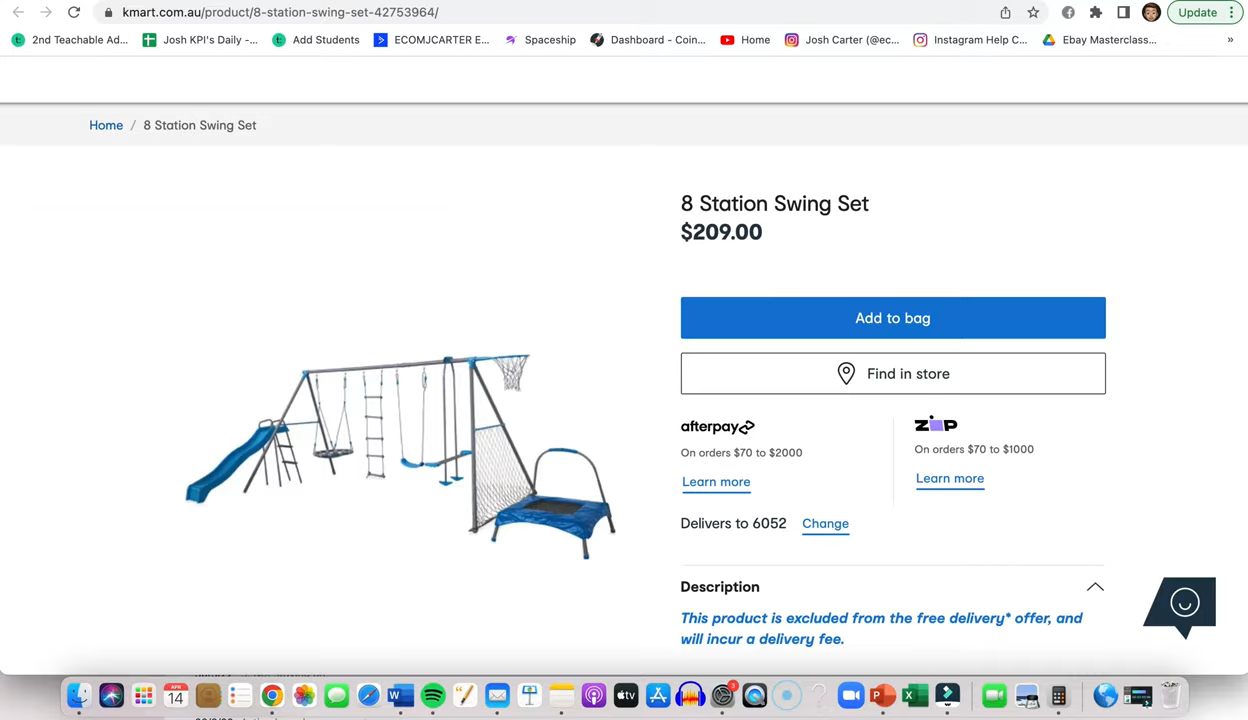 kmart.com.au/product/8-station-swing-set-42753964/
Update
2nd Teachable Ad...
Josh KPI's Daily -...
Add Students
ECOMJCARTER E...
Spaceship
Dashboard - Coin...
Home
Josh Carter (@ec...
Instagram Help C...
Ebay Masterclass...
»
Home / 8 Station Swing Set
8 Station Swing Set
$209.00
Add to bag
Find in store
afterpay
On orders $70 to $2000
Learn more
zip
On orders $70 to $1000
Learn more
Delivers to 6052 Change
Description
This product is excluded from the free delivery* offer, and
will incur a delivery fee.
APR
14
W
tv
3
P
X